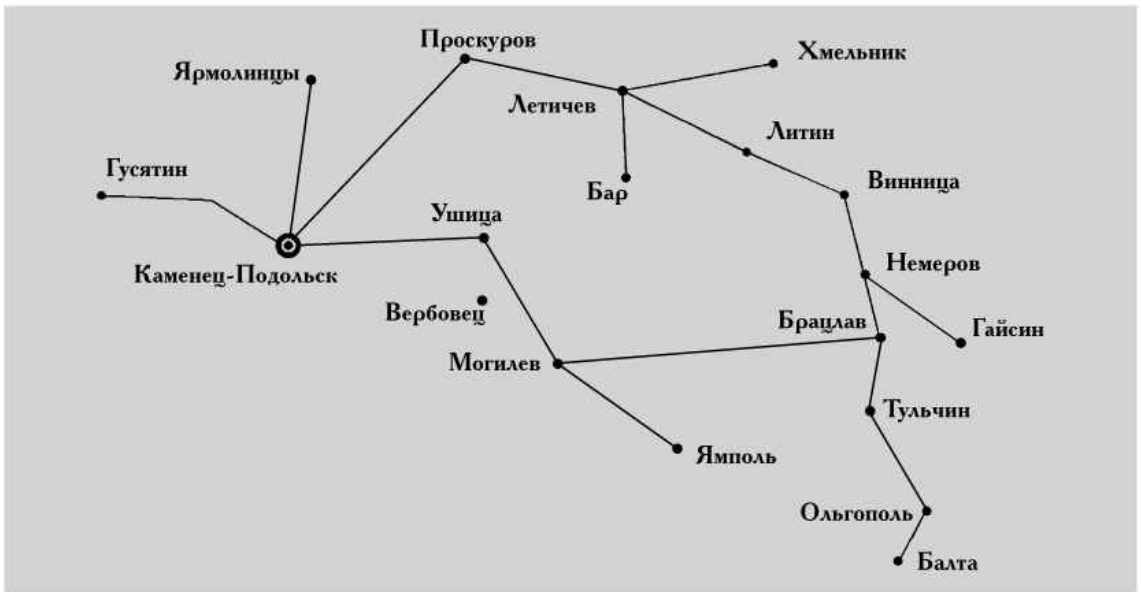 Проскуров
Хмельник
Ярмолинцы
Летичев
Литин
Гусятин
Бар
Винница
Ушица
Каменец-Подольск
Немеров
Вербовец
Брацлав
Гайсин
Могилев
Тульчин
Ямполь
Ольгополь
Балта